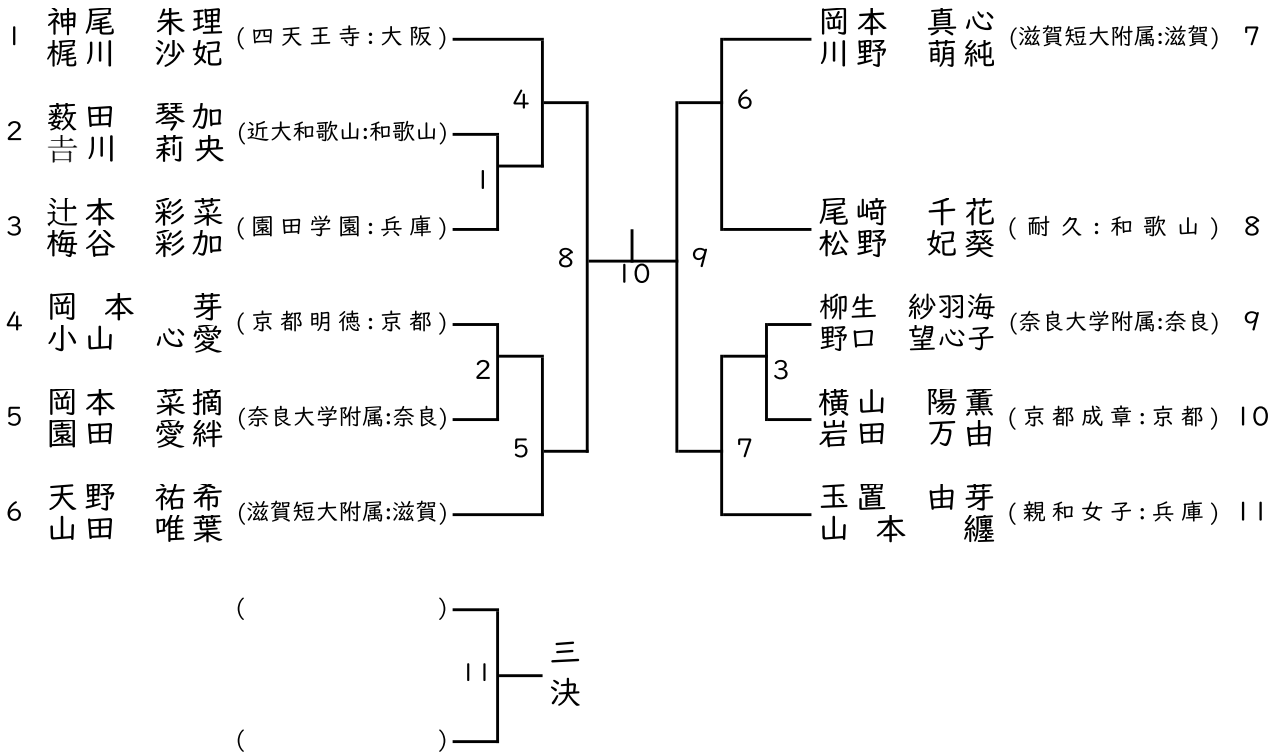 1 神尾 朱理 (四天王寺:大阪)
梶川 沙妃
2 薮田 琴加 (近大和歌山:和歌山)
𠮷川 莉央
3 辻本 彩菜 (園田学園:兵庫)
梅谷 彩加
4 岡本 芽 (京都明徳:京都)
小山 心愛
5 岡本 菜摘 (奈良大学附属:奈良)
園田 愛絆
6 天野 祐希 (滋賀短大附属:滋賀)
山田 唯葉
4
1
8
2
5
10
岡本 真心 (滋賀短大附属:滋賀) 7
川野 萌純
尾﨑 千花 (耐久:和歌山) 8
松野 妃葵
柳生 紗羽海 (奈良大学附属:奈良) 9
野口 望心子
横山 陽薫 (京都成章:京都) 10
岩田 万由
玉置 由芽 (親和女子:兵庫) 11
山本 纏
6
9
3
7
( )
11 三決
( )